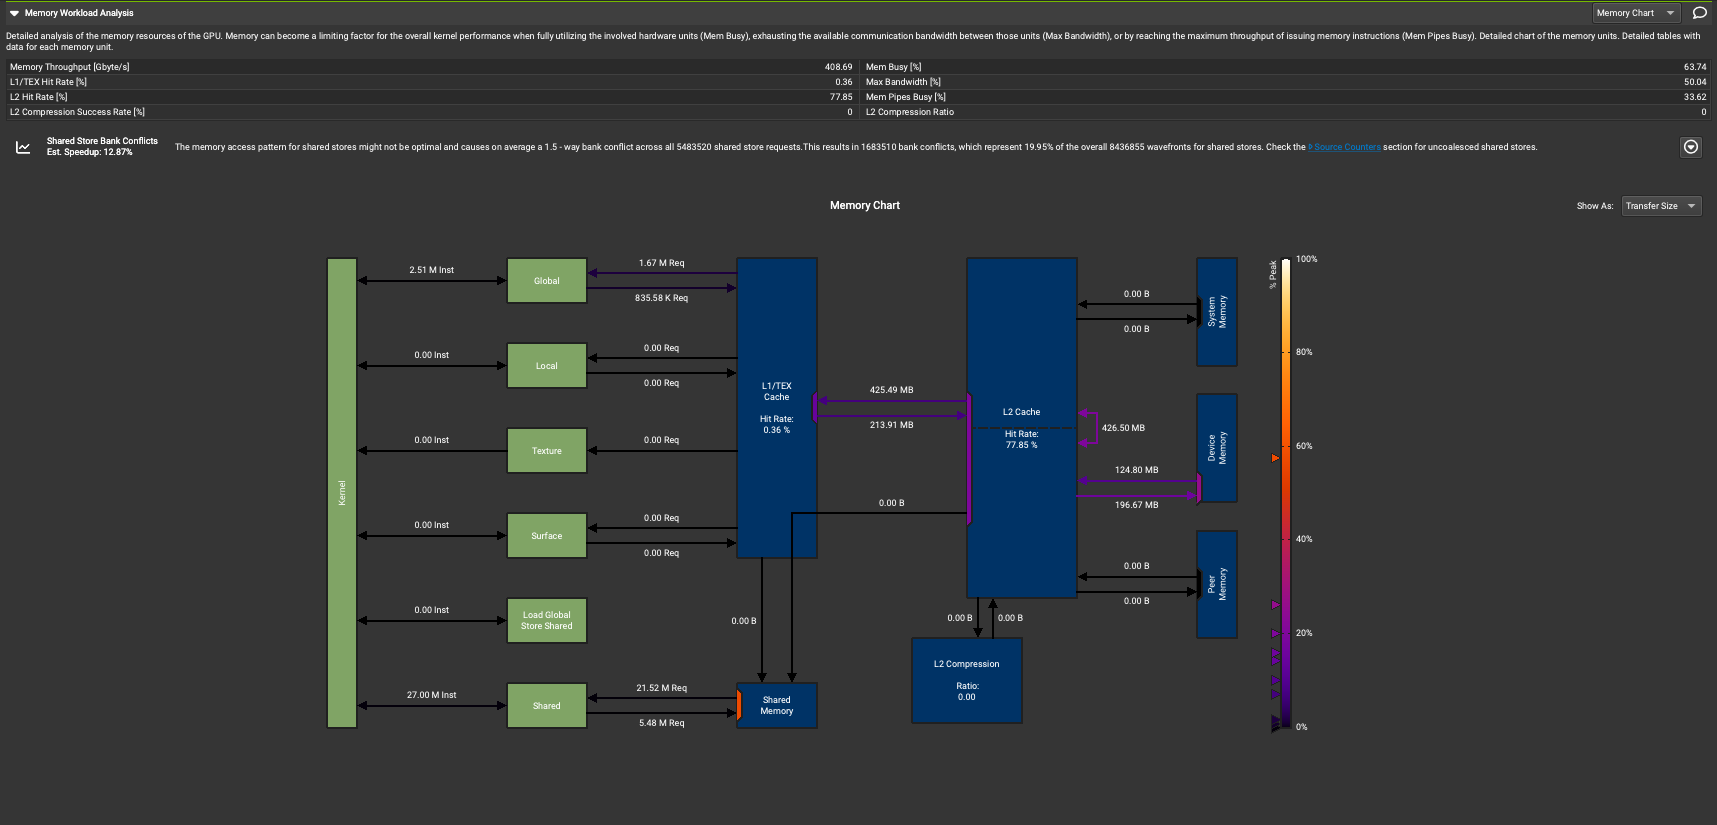 Memory Workload Analysis
Memory Chart
Detailed analysis of the memory resources of the GPU. Memory can become a limiting factor for the overall kernel performance when fully utilizing the involved hardware units (Mem Busy), exhausting the available communication bandwidth between those units (Max Bandwidth), or by reaching the maximum throughput of issuing memory instructions (Mem Pipes Busy). Detailed chart of the memory units. Detailed tables with
data for each memory unit.
Memory Throughput [Gbyte/s] 408.69 Mem Busy [%] 63.74
L1/TEX Hit Rate [%] 0.36 Max Bandwidth [%] 50.04
L2 Hit Rate [%] 77.85 Mem Pipes Busy [%] 33.62
L2 Compression Success Rate [%] 0 L2 Compression Ratio 0
Shared Store Bank Conflicts
Est. Speedup: 12.87%
The memory access pattern for shared stores might not be optimal and causes on average a 1.5 - way bank conflict across all 5483520 shared store requests.This results in 1683510 bank conflicts, which represent 19.95% of the overall 8436855 wavefronts for shared stores. Check the Source Counters section for uncoalesced shared stores.
Memory Chart
Show As: Transfer Size
Kernel
2.51 M Inst
Global
1.67 M Req
835.58 K Req
0.00 Inst
Local
0.00 Req
0.00 Req
0.00 Inst
Texture
0.00 Req
0.00 Inst
Surface
0.00 Req
0.00 Req
0.00 Inst
Load Global
Store Shared
27.00 M Inst
Shared
21.52 M Req
5.48 M Req
L1/TEX
Cache
Hit Rate:
0.36 %
0.00 B
Shared
Memory
425.49 MB
213.91 MB
0.00 B
L2 Cache
Hit Rate:
77.85 %
426.50 MB
0.00 B
0.00 B
L2 Compression
Ratio:
0.00
0.00 B
0.00 B
System
Memory
124.80 MB
196.67 MB
Device
Memory
0.00 B
0.00 B
Peer
Memory
% Peak
100%
80%
60%
40%
20%
0%